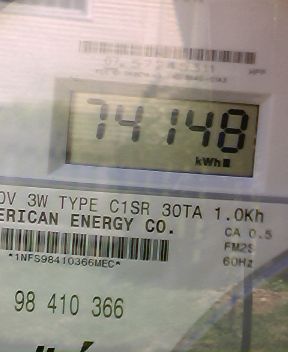 74148
kWh
3W TYPE C1SR 30TA 1.0Kh
ERICAN ENERGY CO.
CA 0.5
FM2S
60Hz
*1NFS98410366MEC*
98 410 366